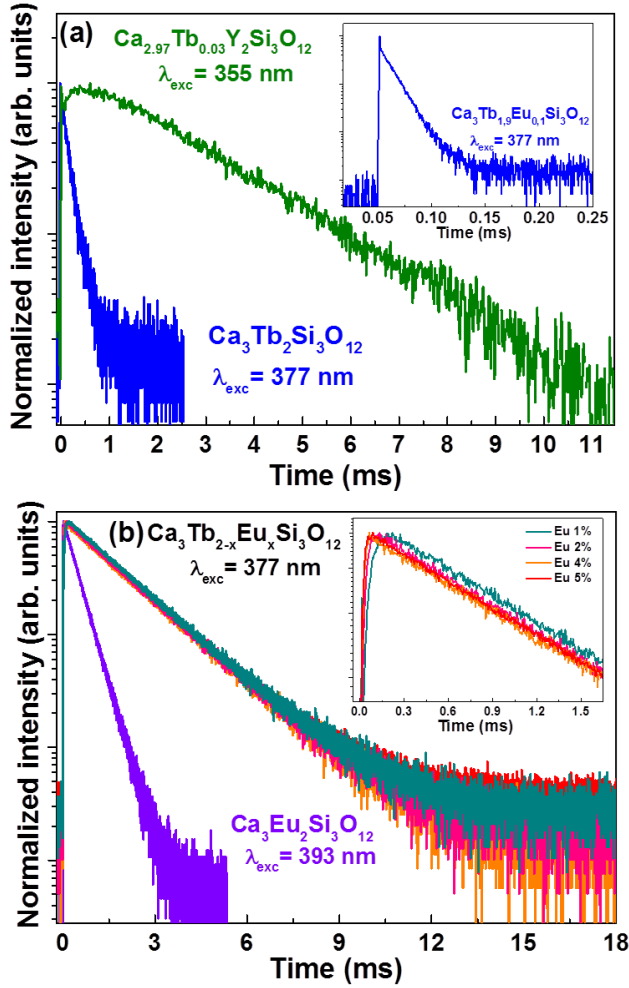 (a)
Ca2.97Tb0.03Y2Si3O12
λexc= 355 nm
Ca3Tb1,9Eu0,1Si3O12
λexc= 377 nm
0.05 0.10 0.15 0.20 0.25
Time (ms)
Ca3Tb2Si3O12
λexc= 377 nm
Normalized intensity (arb. units)
0 1 2 3 4 5 6 7 8 9 10 11
Time (ms)
(b)
Ca3Tb2-xEuxSi3O12
λexc= 377 nm
Eu 1%
Eu 2%
Eu 4%
Eu 5%
0.0 0.3 0.6 0.9 1.2 1.5
Time (ms)
Ca3Eu2Si3O12
λexc= 393 nm
Normalized intensity (arb. units)
0 3 6 9 12 15 18
Time (ms)